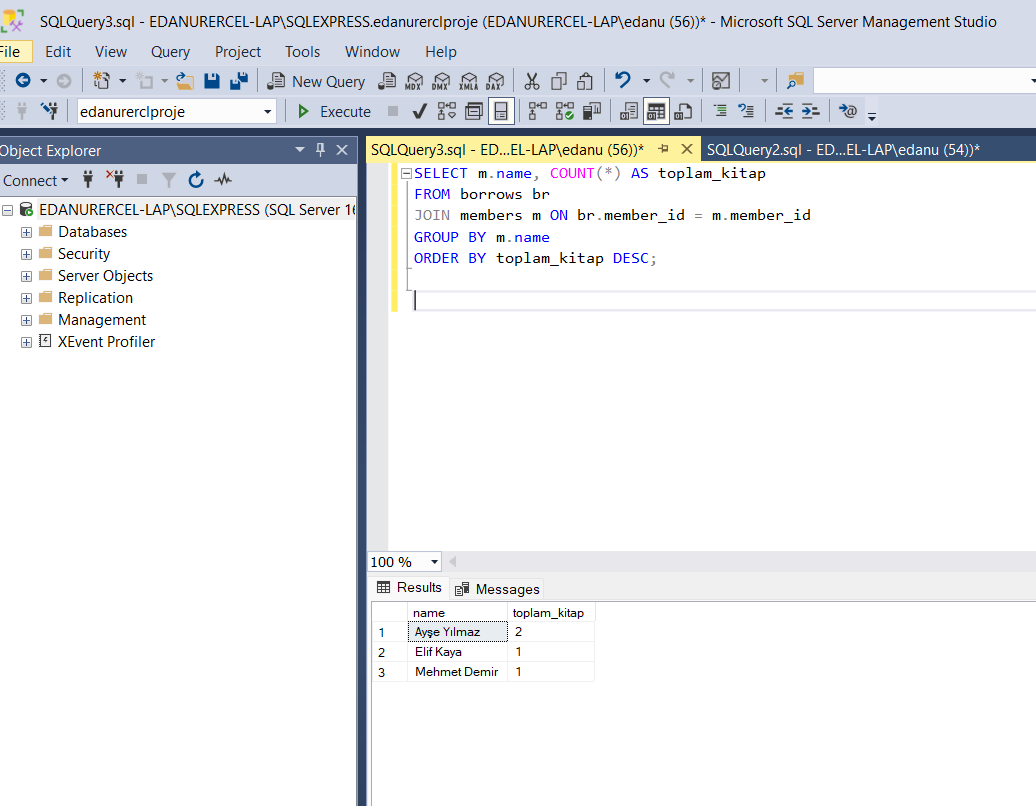 SQLQuery3.sql - EDANURERCEL-LAP\SQLEXPRESS.edanurerclproje (EDANURERCEL-LAP\edanu (56))* - Microsoft SQL Server Management Studio
File Edit View Query Project Tools Window Help
New Query MDX DMX XMLA DAX
edanurerclproje Execute
Object Explorer
Connect
EDANURERCEL-LAP\SQLEXPRESS (SQL Server 16
Databases
Security
Server Objects
Replication
Management
XEvent Profiler
SQLQuery3.sql - ED...EL-LAP\edanu (56))* SQLQuery2.sql - ED...EL-LAP\edanu (54))*
SELECT m.name, COUNT(*) AS toplam_kitap
FROM borrows br
JOIN members m ON br.member_id = m.member_id
GROUP BY m.name
ORDER BY toplam_kitap DESC;
100 %
Results Messages
name toplam_kitap
1 Ayşe Yılmaz 2
2 Elif Kaya 1
3 Mehmet Demir 1